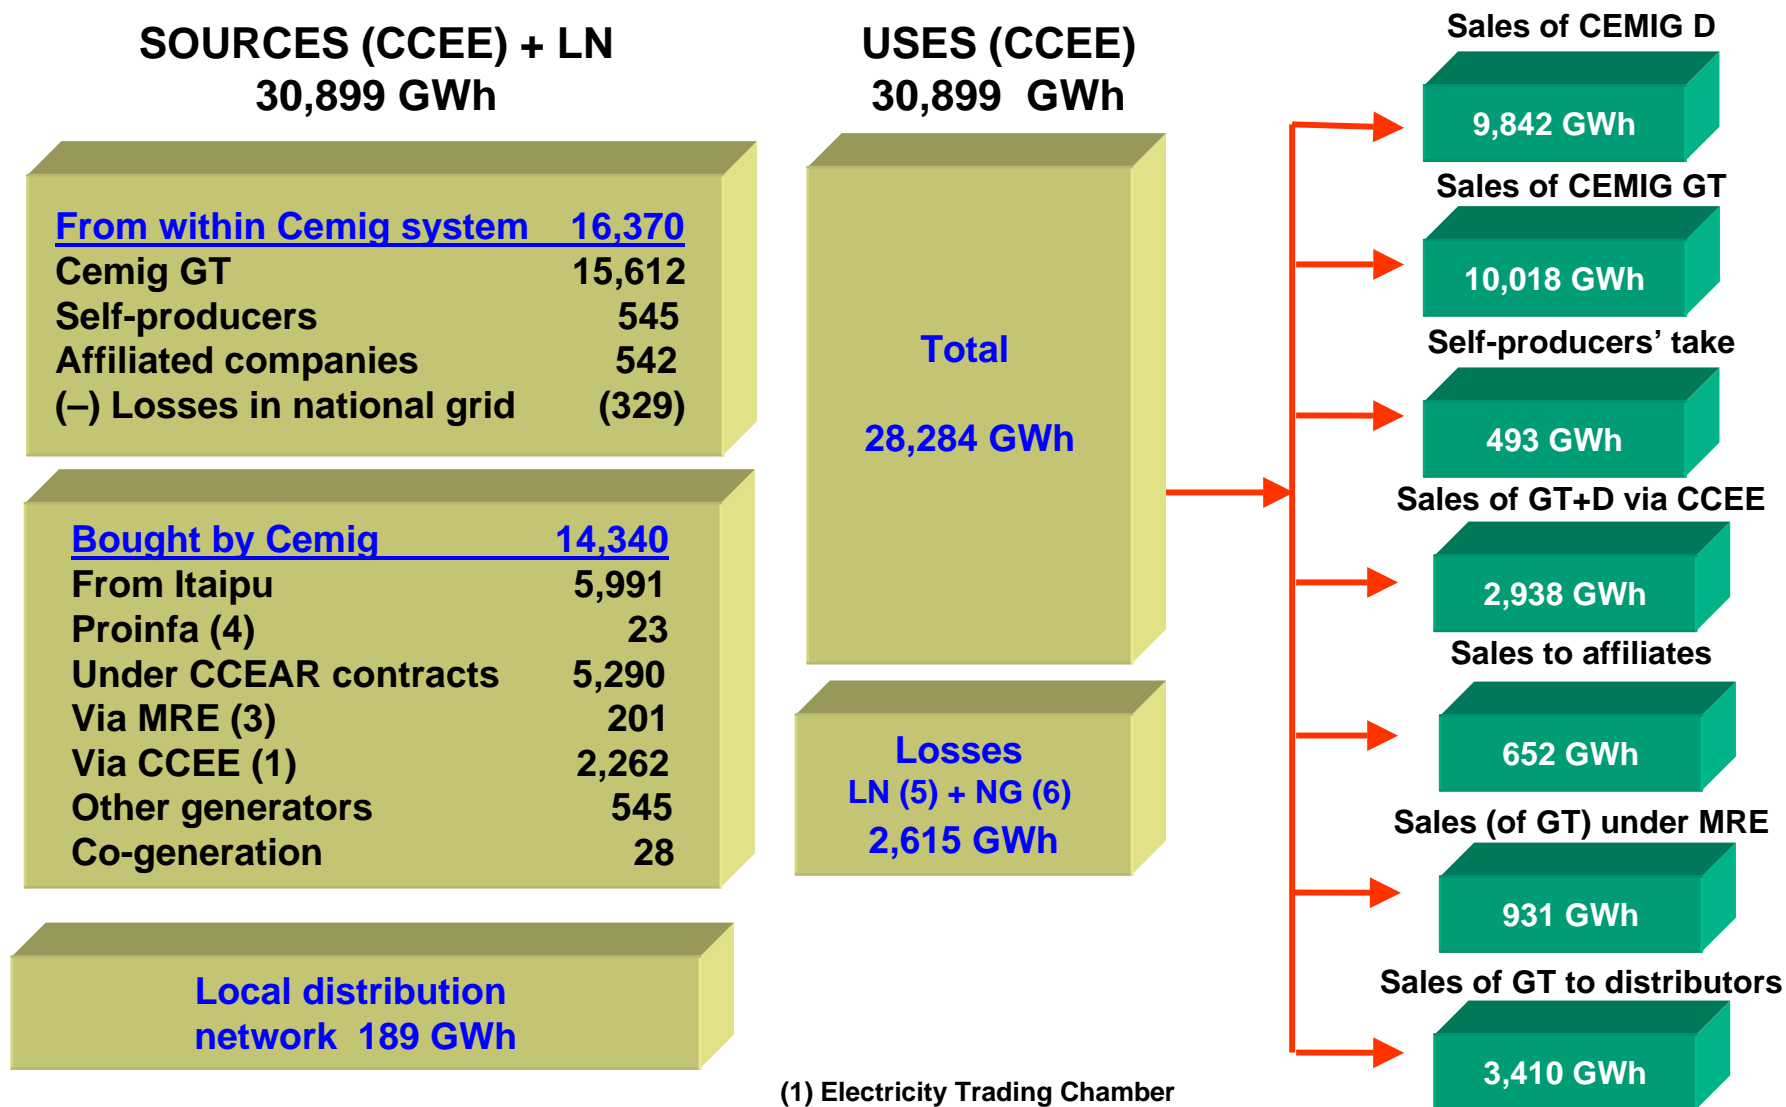 SOURCES (CCEE) + LN
30,899 GWh
From within Cemig system 16,370
Cemig GT 15,612
Self-producers 545
Affiliated companies 542
(–) Losses in national grid (329)
Bought by Cemig 14,340
From Itaipu 5,991
Proinfa (4) 23
Under CCEAR contracts 5,290
Via MRE (3) 201
Via CCEE (1) 2,262
Other generators 545
Co-generation 28
Local distribution
network 189 GWh
USES (CCEE)
30,899 GWh
Total
28,284 GWh
Losses
LN (5) + NG (6)
2,615 GWh
Sales of CEMIG D
9,842 GWh
Sales of CEMIG GT
10,018 GWh
Self-producers’ take
493 GWh
Sales of GT+D via CCEE
2,938 GWh
Sales to affiliates
652 GWh
Sales (of GT) under MRE
931 GWh
Sales of GT to distributors
3,410 GWh
(1) Electricity Trading Chamber